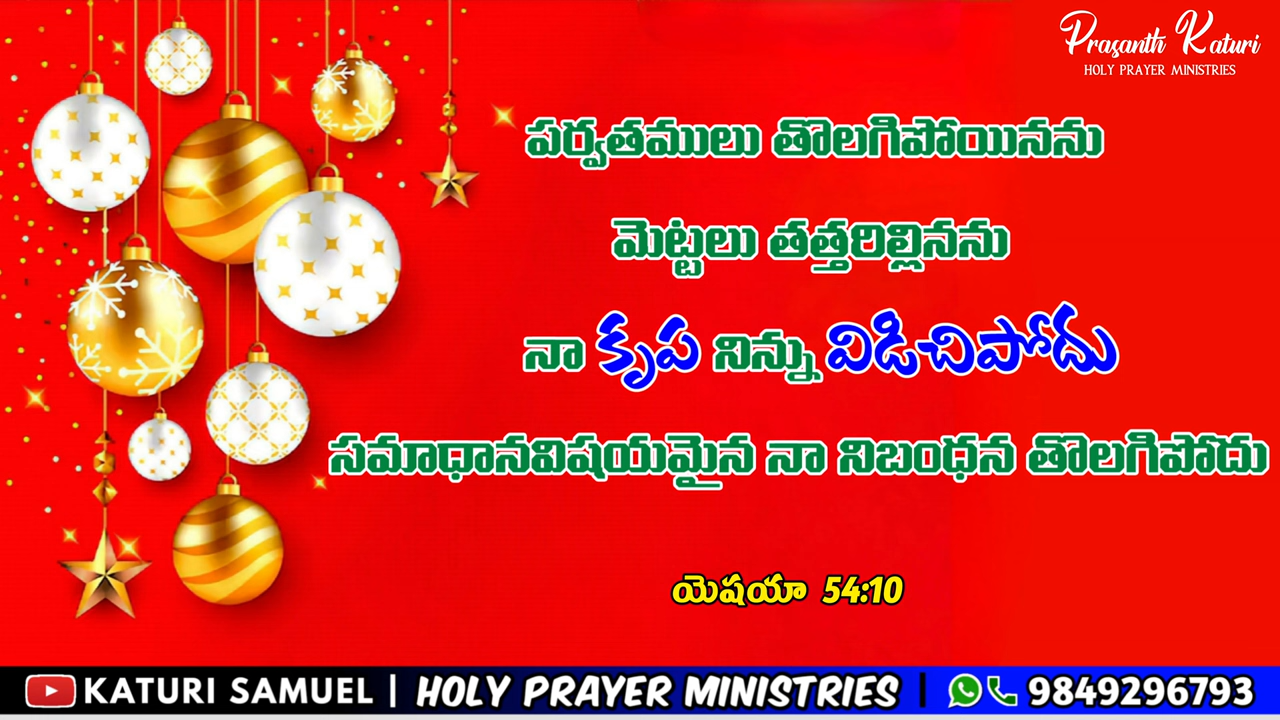 Prasanth Katuri
HOLY PRAYER MINISTRIES
పర్వతములు తొలగిపోయినను
మెట్టలు తత్తరిల్లినను
నా కృప నిన్ను విడిచిపోదు
సమాధానవిషయమైన నా నిబంధన తొలగిపోదు
యెషయా 54:10
KATURI SAMUEL | HOLY PRAYER MINISTRIES | 9849296793